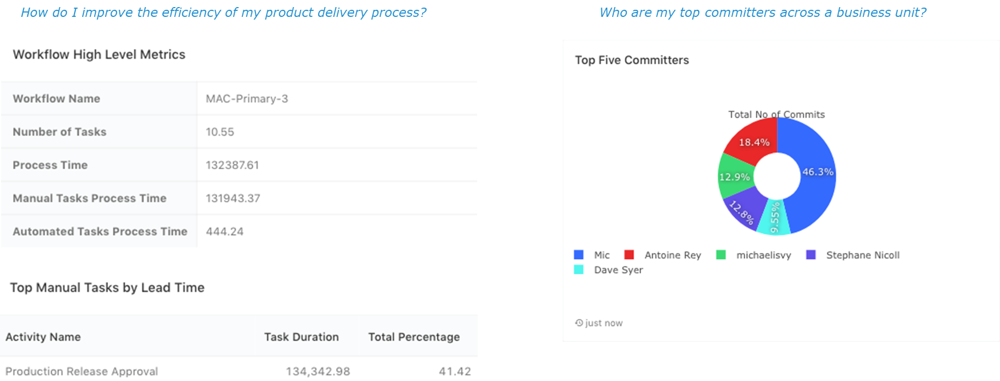 How do I improve the efficiency of my product delivery process?
Workflow High Level Metrics
Workflow Name MAC-Primary-3
Number of Tasks 10.55
Process Time 132387.61
Manual Tasks Process Time 131943.37
Automated Tasks Process Time 444.24
Top Manual Tasks by Lead Time
Activity Name Task Duration Total Percentage
Production Release Approval 134,342.98 41.42
Who are my top committers across a business unit?
Top Five Committers
Total No of Commits
18.4%
46.3%
12.9%
12.8%
9.55%
Mic Antoine Rey michaelisvy Stephane Nicoll
Dave Syer
just now